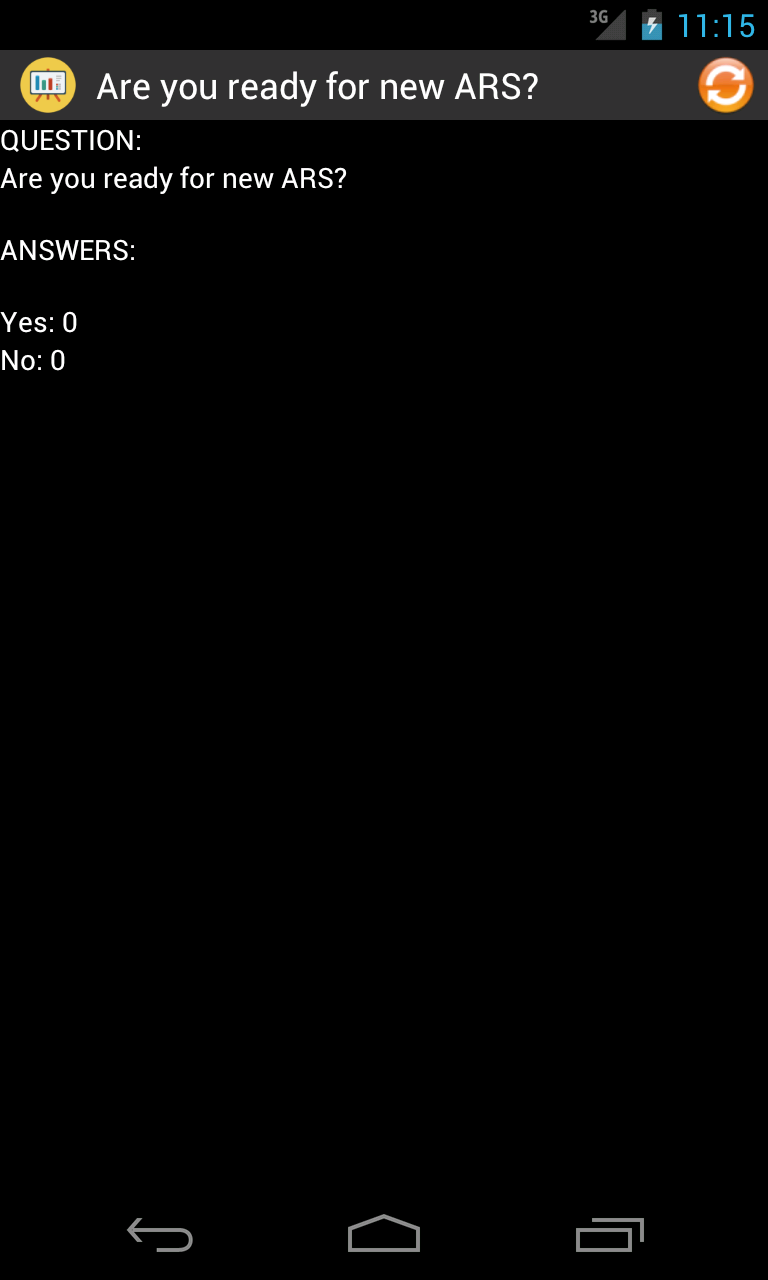 3G 11:15
Are you ready for new ARS?
QUESTION:
Are you ready for new ARS?
ANSWERS:
Yes: 0
No: 0